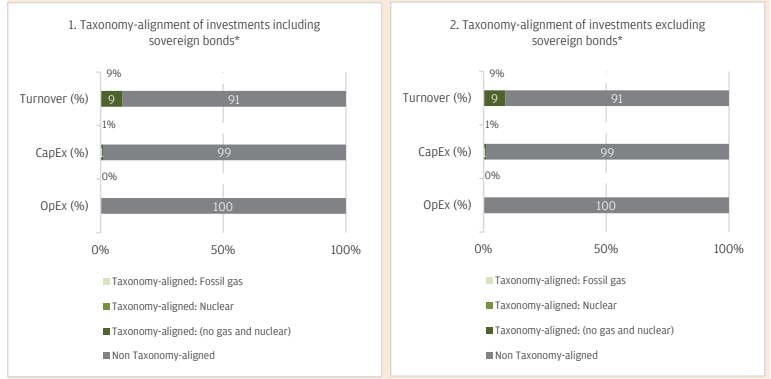 1. Taxonomy-alignment of investments including
sovereign bonds*
9%
Turnover (%)
9
91
1%
CapEx (%)
1
99
0%
OpEx (%)
100
0%
50%
100%
Taxonomy-aligned: Fossil gas
Taxonomy-aligned: Nuclear
Taxonomy-aligned: (no gas and nuclear)
Non Taxonomy-aligned
2. Taxonomy-alignment of investments excluding
sovereign bonds*
9%
Turnover (%)
9
91
1%
CapEx (%)
1
99
0%
OpEx (%)
100
0%
50%
100%
Taxonomy-aligned: Fossil gas
Taxonomy-aligned: Nuclear
Taxonomy-aligned: (no gas and nuclear)
Non Taxonomy-aligned